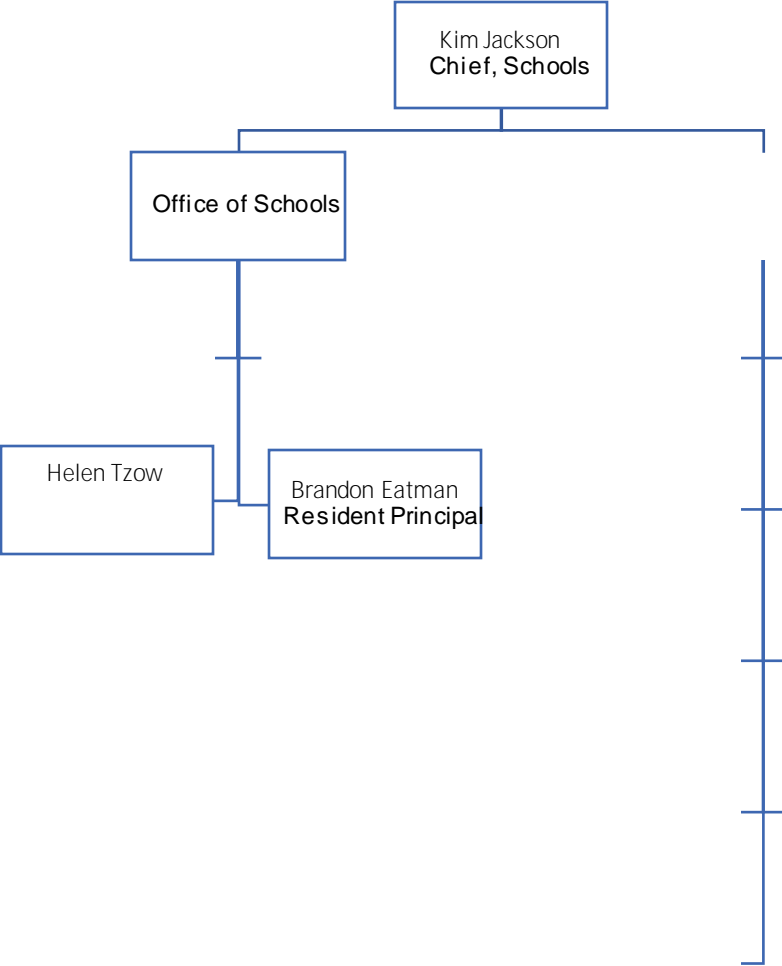 Kim Jackson
Chief, Schools
Office of Schools
Helen Tzow
Brandon Eatman
Resident Principal